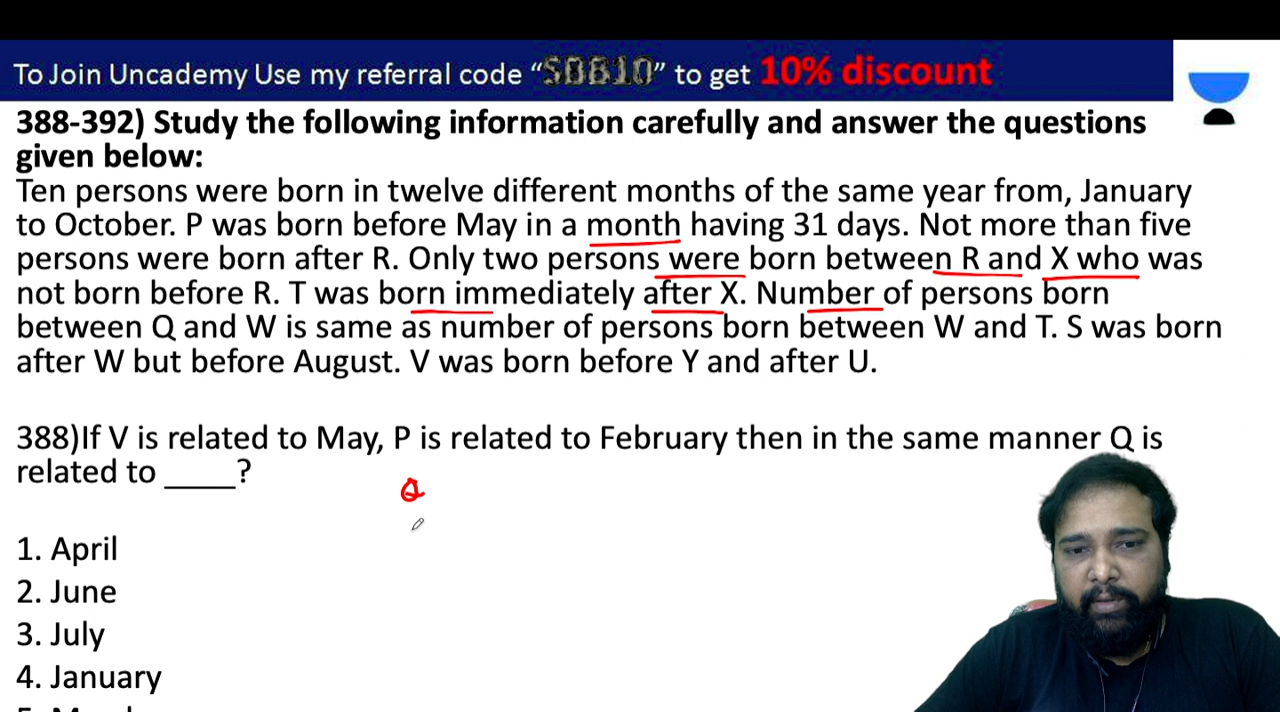 To Join Uncademy Use my referral code “SBB10” to get 10% discount
388-392) Study the following information carefully and answer the questions
given below:
Ten persons were born in twelve different months of the same year from, January
to October. P was born before May in a month having 31 days. Not more than five
persons were born after R. Only two persons were born between R and X who was
not born before R. T was born immediately after X. Number of persons born
between Q and W is same as number of persons born between W and T. S was born
after W but before August. V was born before Y and after U.
388)If V is related to May, P is related to February then in the same manner Q is
related to ____?
Q
1. April
2. June
3. July
4. January